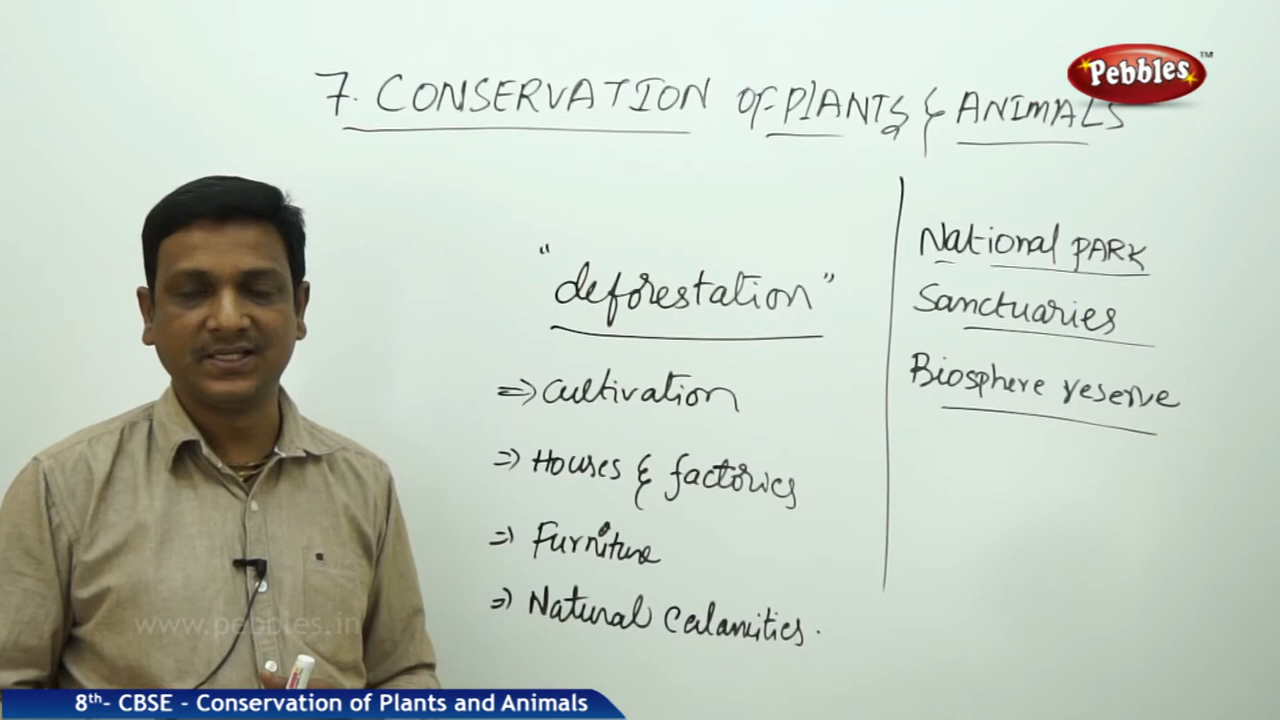 Pebbles™
7. CONSERVATION OF PLANTS & ANIMALS
"deforestation"
=> Cultivation
=> Houses & factories
=> Furniture
=> Natural Calamities.
National PARK
Sanctuaries
Biosphere reserve
www.pebbles.in
8th- CBSE - Conservation of Plants and Animals